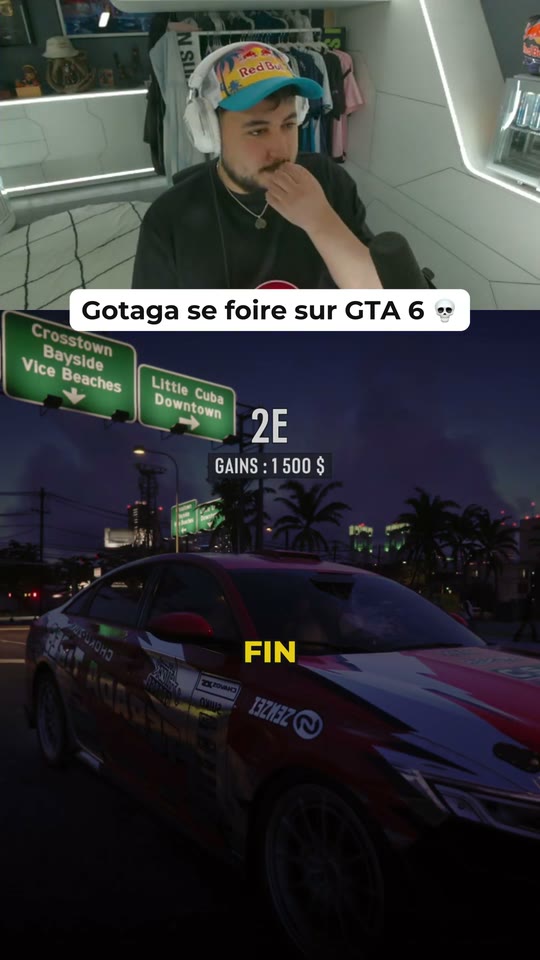 Red Bull
Gotaga se foire sur GTA 6 💀
Crosstown
Bayside
Vice Beaches
Little Cuba
Downtown
2E
GAINS : 1 500 $
FIN
ZENZEI